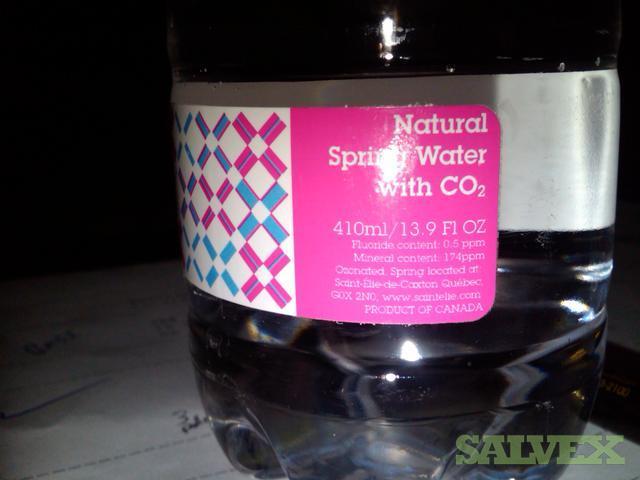 Natural
Spring Water
with CO₂
410ml/13.9 Fl OZ
Fluoride content: 0.5 ppm
Mineral content: 174ppm
Ozonated. Spring located at:
Saint-Élie-de-Caxton Québec,
G0X 2N0, www.saintelie.com
PRODUCT OF CANADA
SALVEX